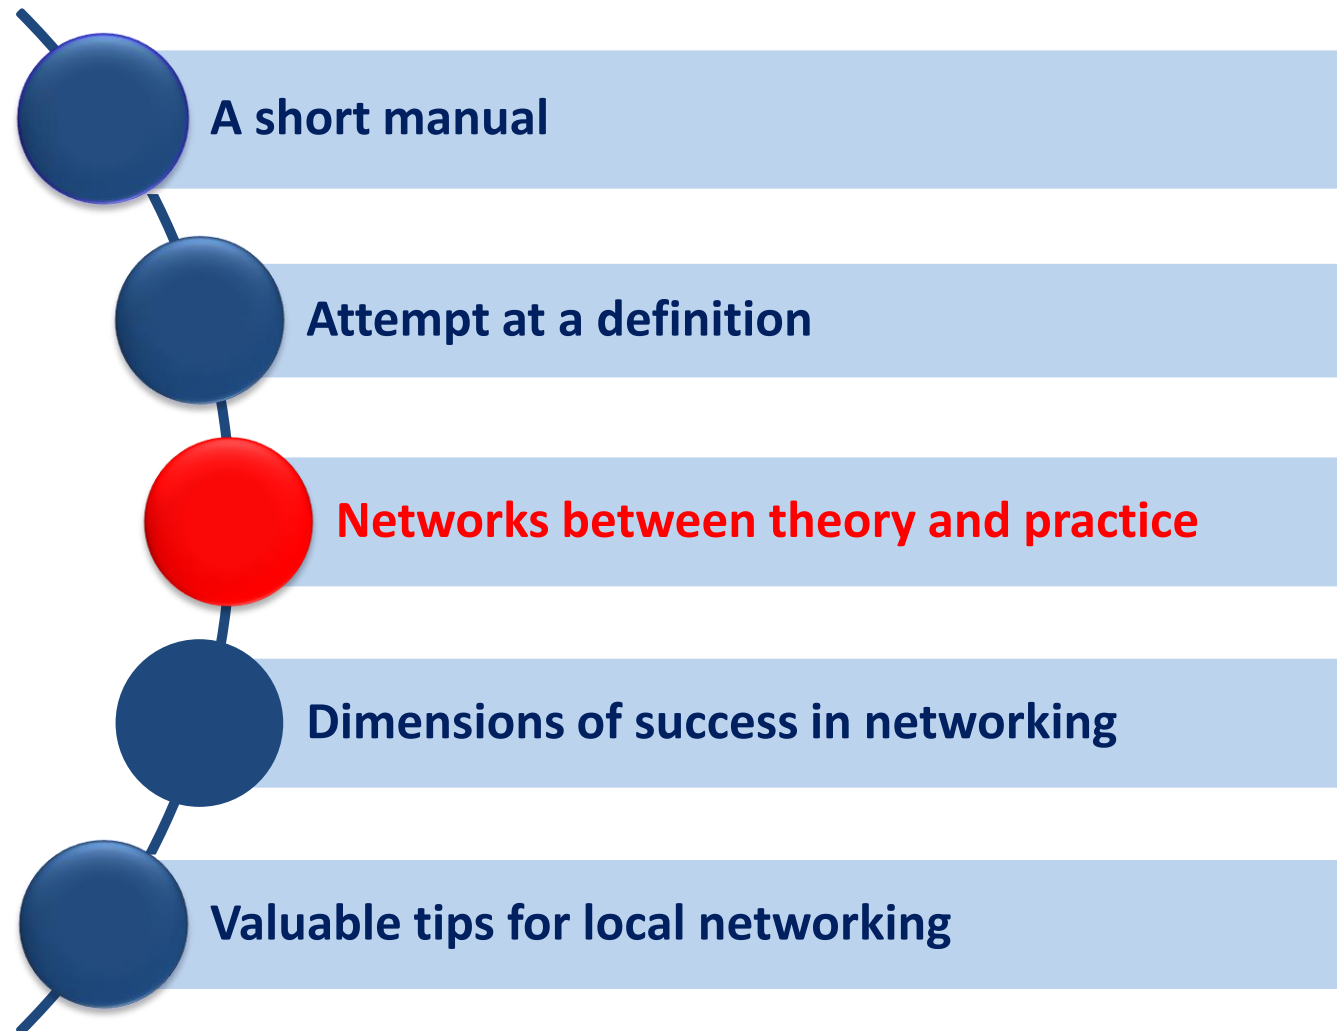 A short manual
Attempt at a definition
Networks between theory and practice
Dimensions of success in networking
Valuable tips for local networking